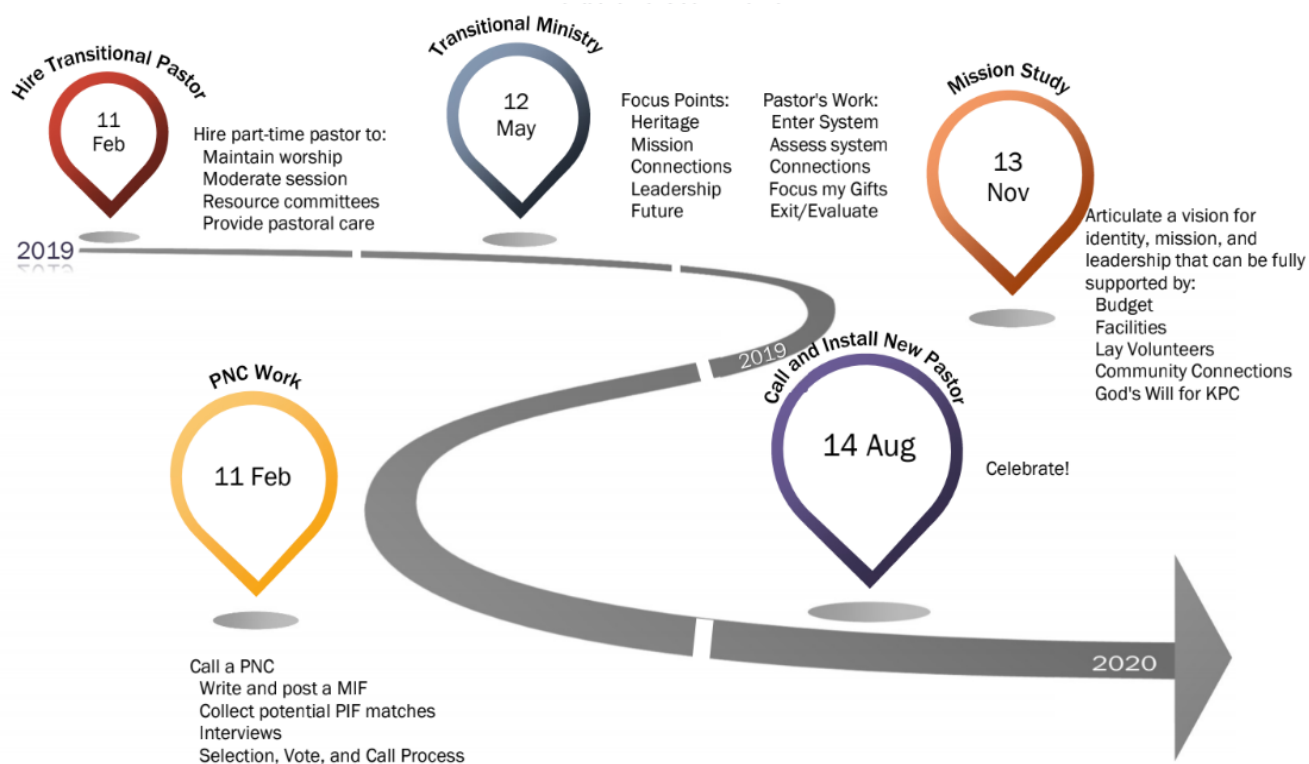 Hire Transitional Pastor
11
Feb
Hire part-time pastor to:
Maintain worship
Moderate session
Resource committees
Provide pastoral care
Transitional Ministry
12
May
Focus Points:
Heritage
Mission
Connections
Leadership
Future
Pastor's Work:
Enter System
Assess system
Connections
Focus my Gifts
Exit/Evaluate
Mission Study
13
Nov
Articulate a vision for
identity, mission, and
leadership that can be fully
supported by:
Budget
Facilities
Lay Volunteers
Community Connections
God's Will for KPC
2019
2019
PNC Work
11 Feb
Call a PNC
Write and post a MIF
Collect potential PIF matches
Interviews
Selection, Vote, and Call Process
Call and Install New Pastor
14 Aug
Celebrate!
2020